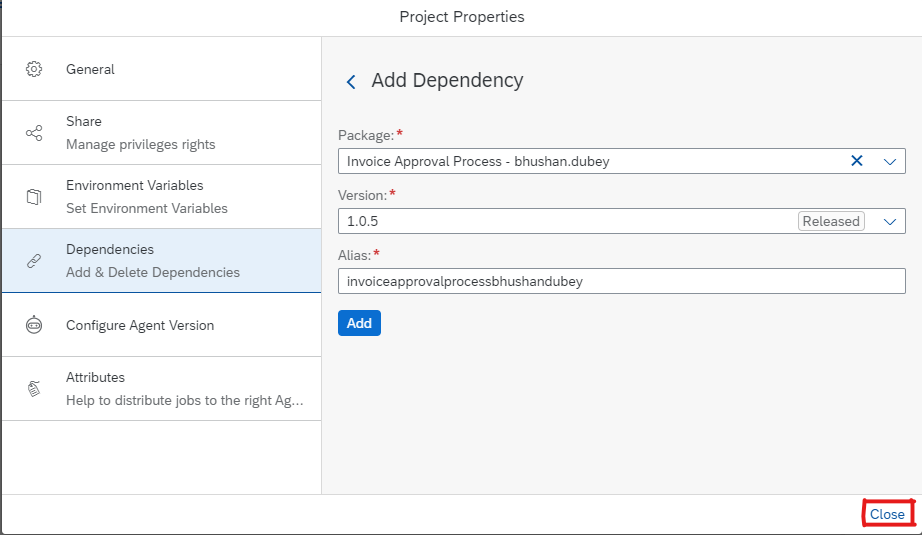 Project Properties
General
Share
Manage privileges rights
Environment Variables
Set Environment Variables
Dependencies
Add & Delete Dependencies
Configure Agent Version
Attributes
Help to distribute jobs to the right Ag...
Add Dependency
Package:*
Invoice Approval Process - bhushan.dubey
Version:*
1.0.5 Released
Alias:*
invoiceapprovalprocessbhushandubey
Add
Close